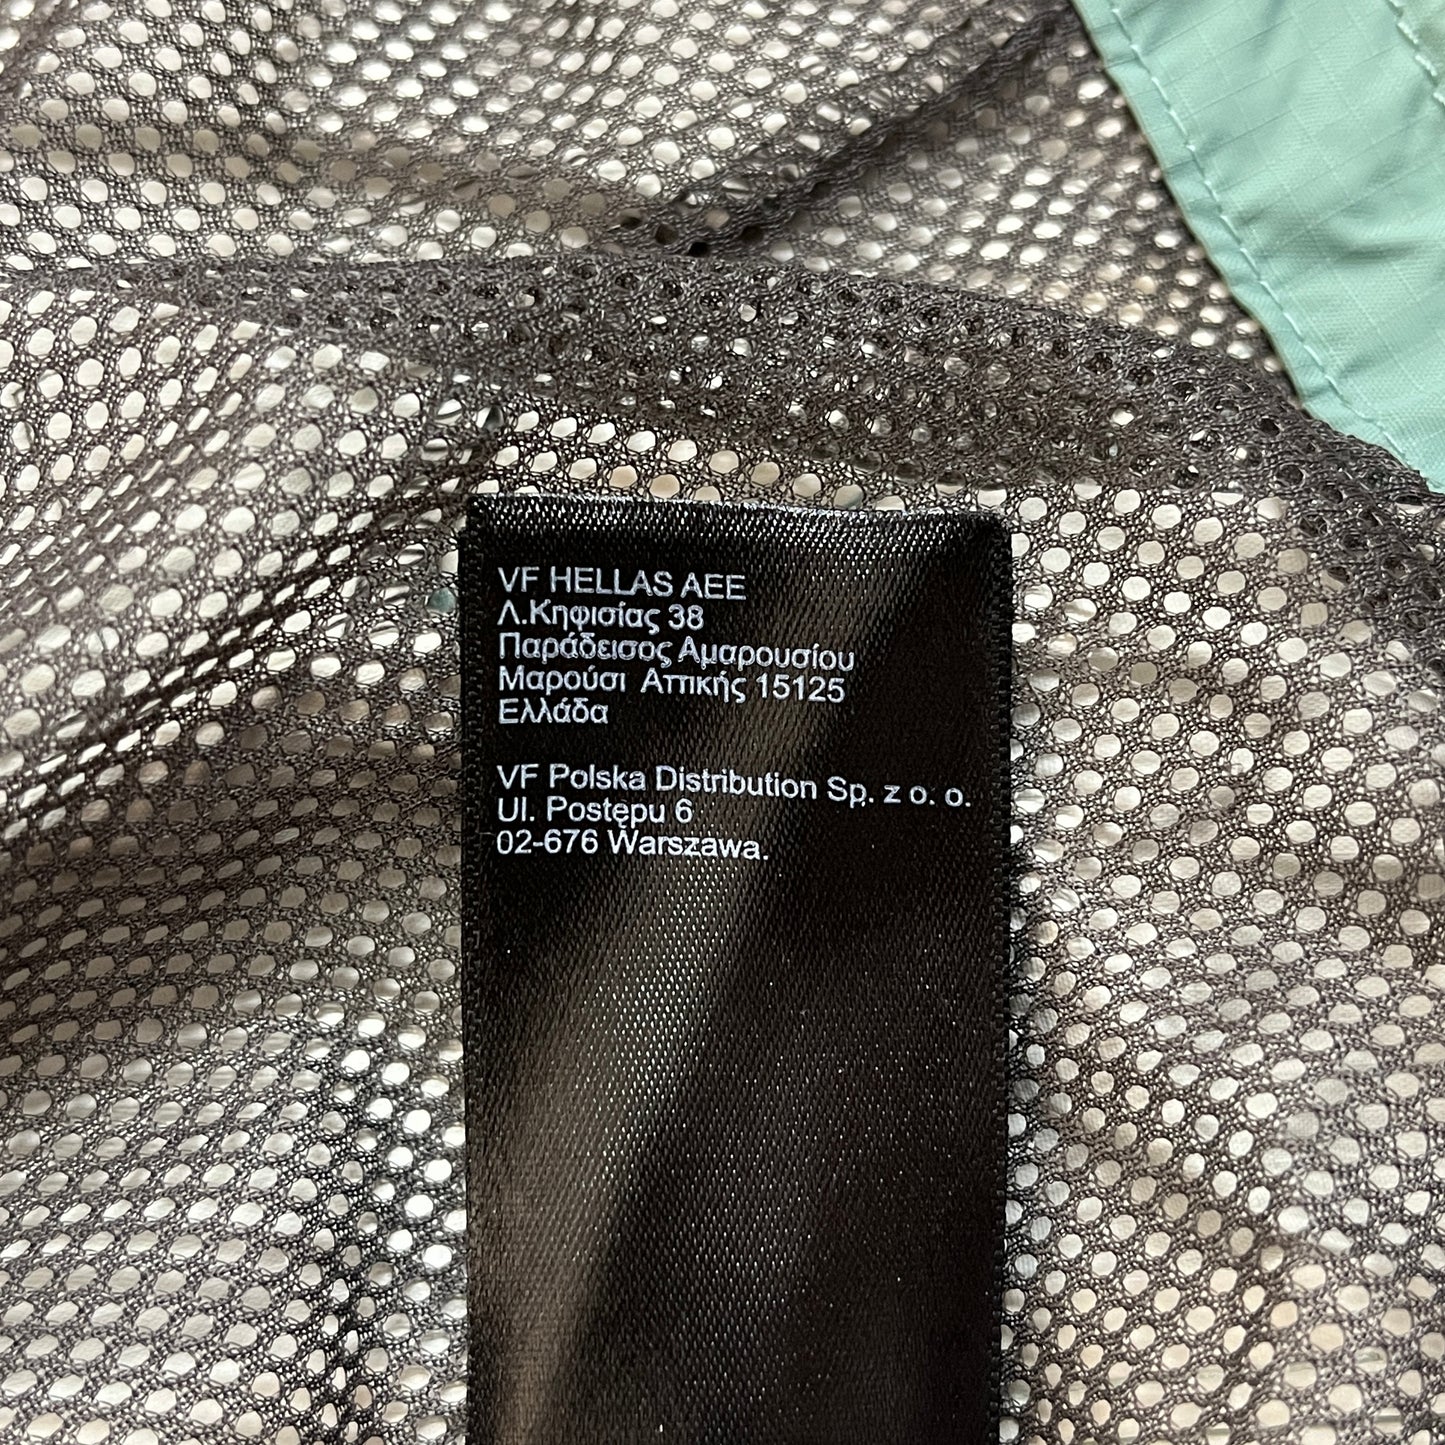 VF HELLAS AEE
Λ.Κηφισίας 38
Παράδεισος Αμαρουσίου
Μαρούσι Αττικής 15125
Ελλάδα
VF Polska Distribution Sp. z o. o.
Ul. Postępu 6
02-676 Warszawa.